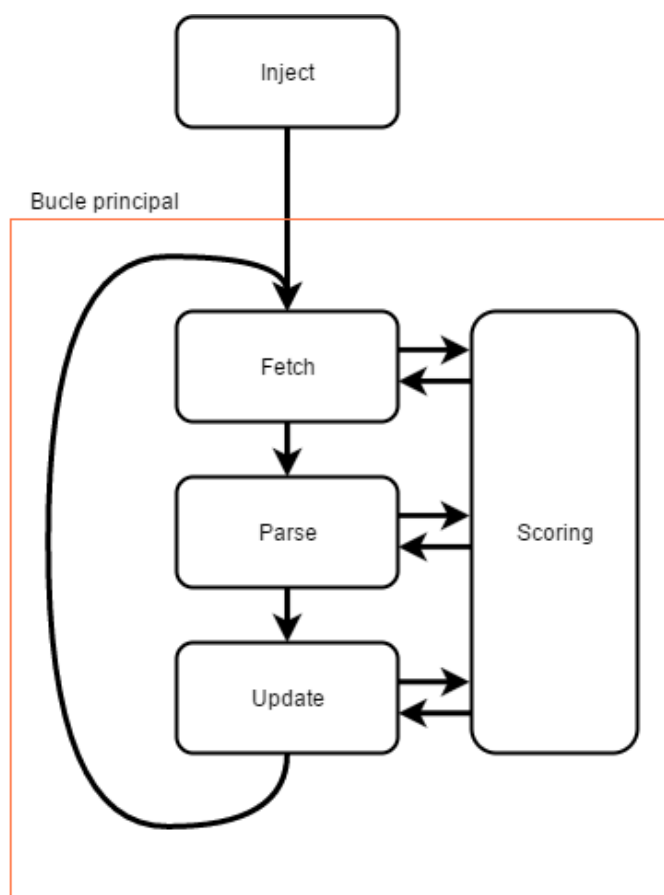 Inject
Bucle principal
Fetch
Parse
Scoring
Update